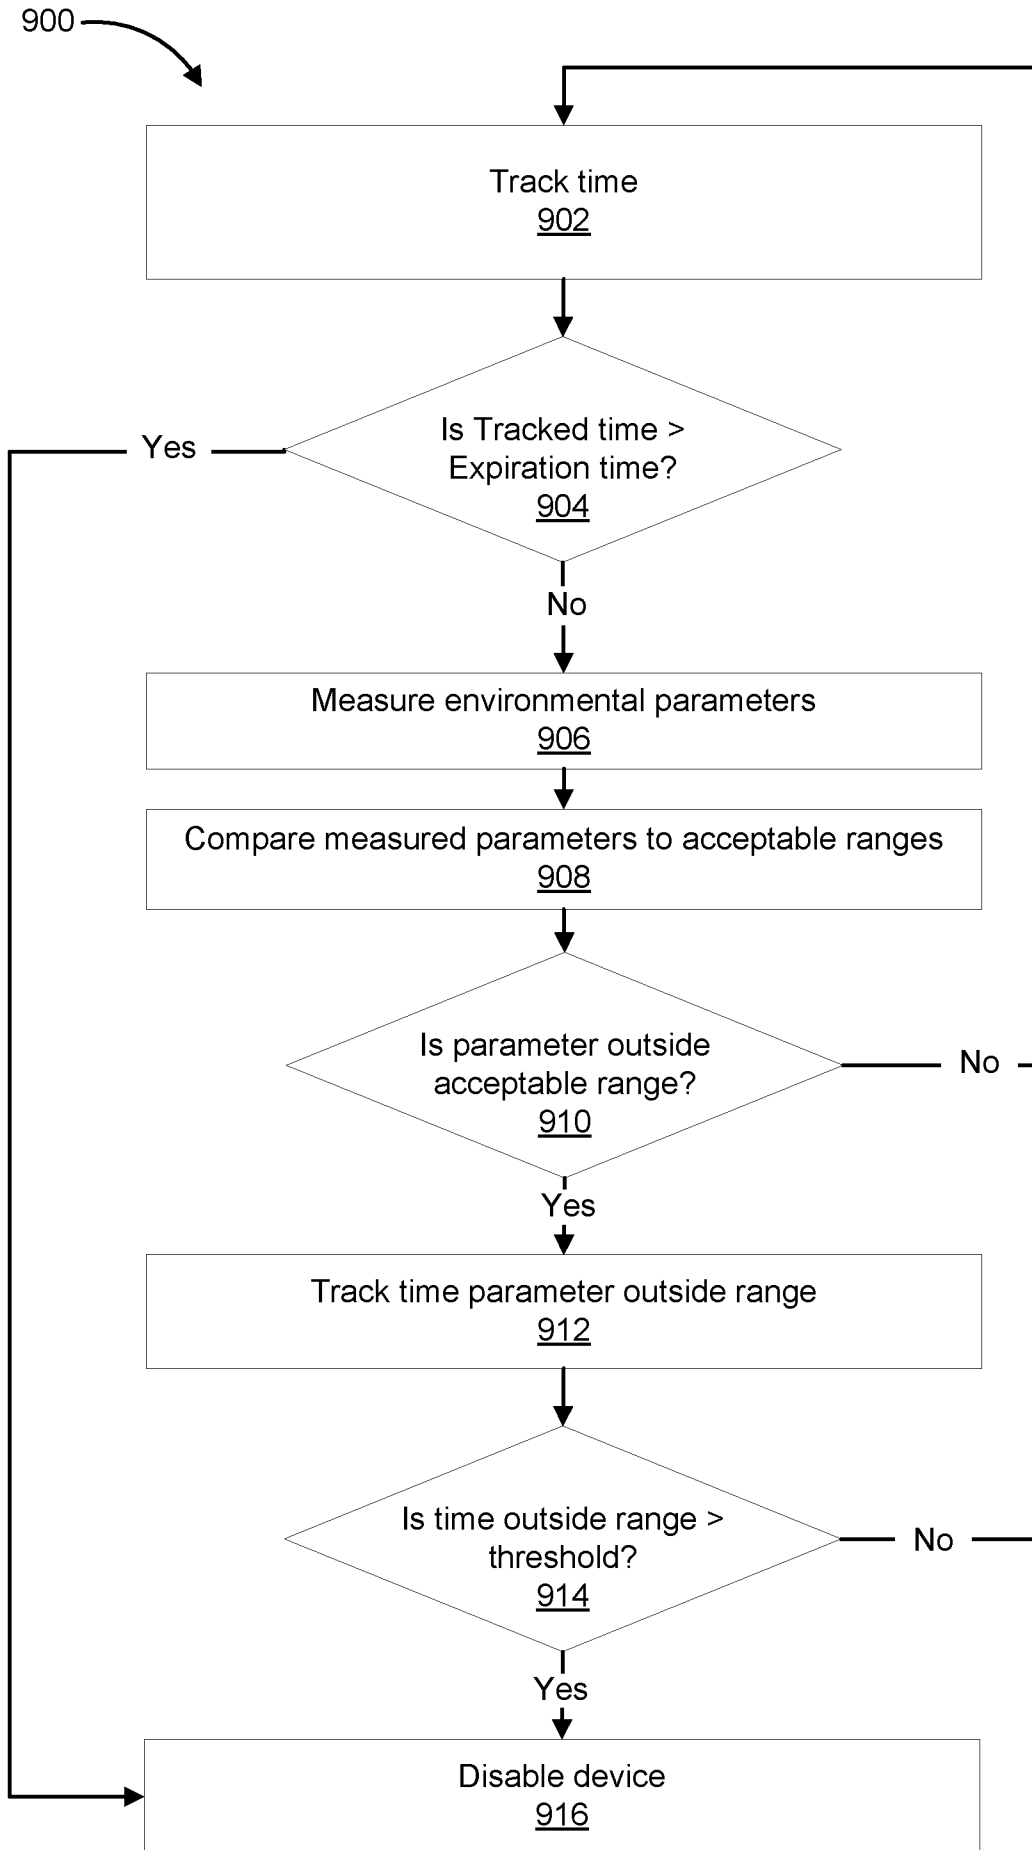 900
Track time
902
Is Tracked time >
Expiration time?
904
Yes
No
Measure environmental parameters
906
Compare measured parameters to acceptable ranges
908
Is parameter outside
acceptable range?
910
No
Yes
Track time parameter outside range
912
Is time outside range >
threshold?
914
No
Yes
Disable device
916